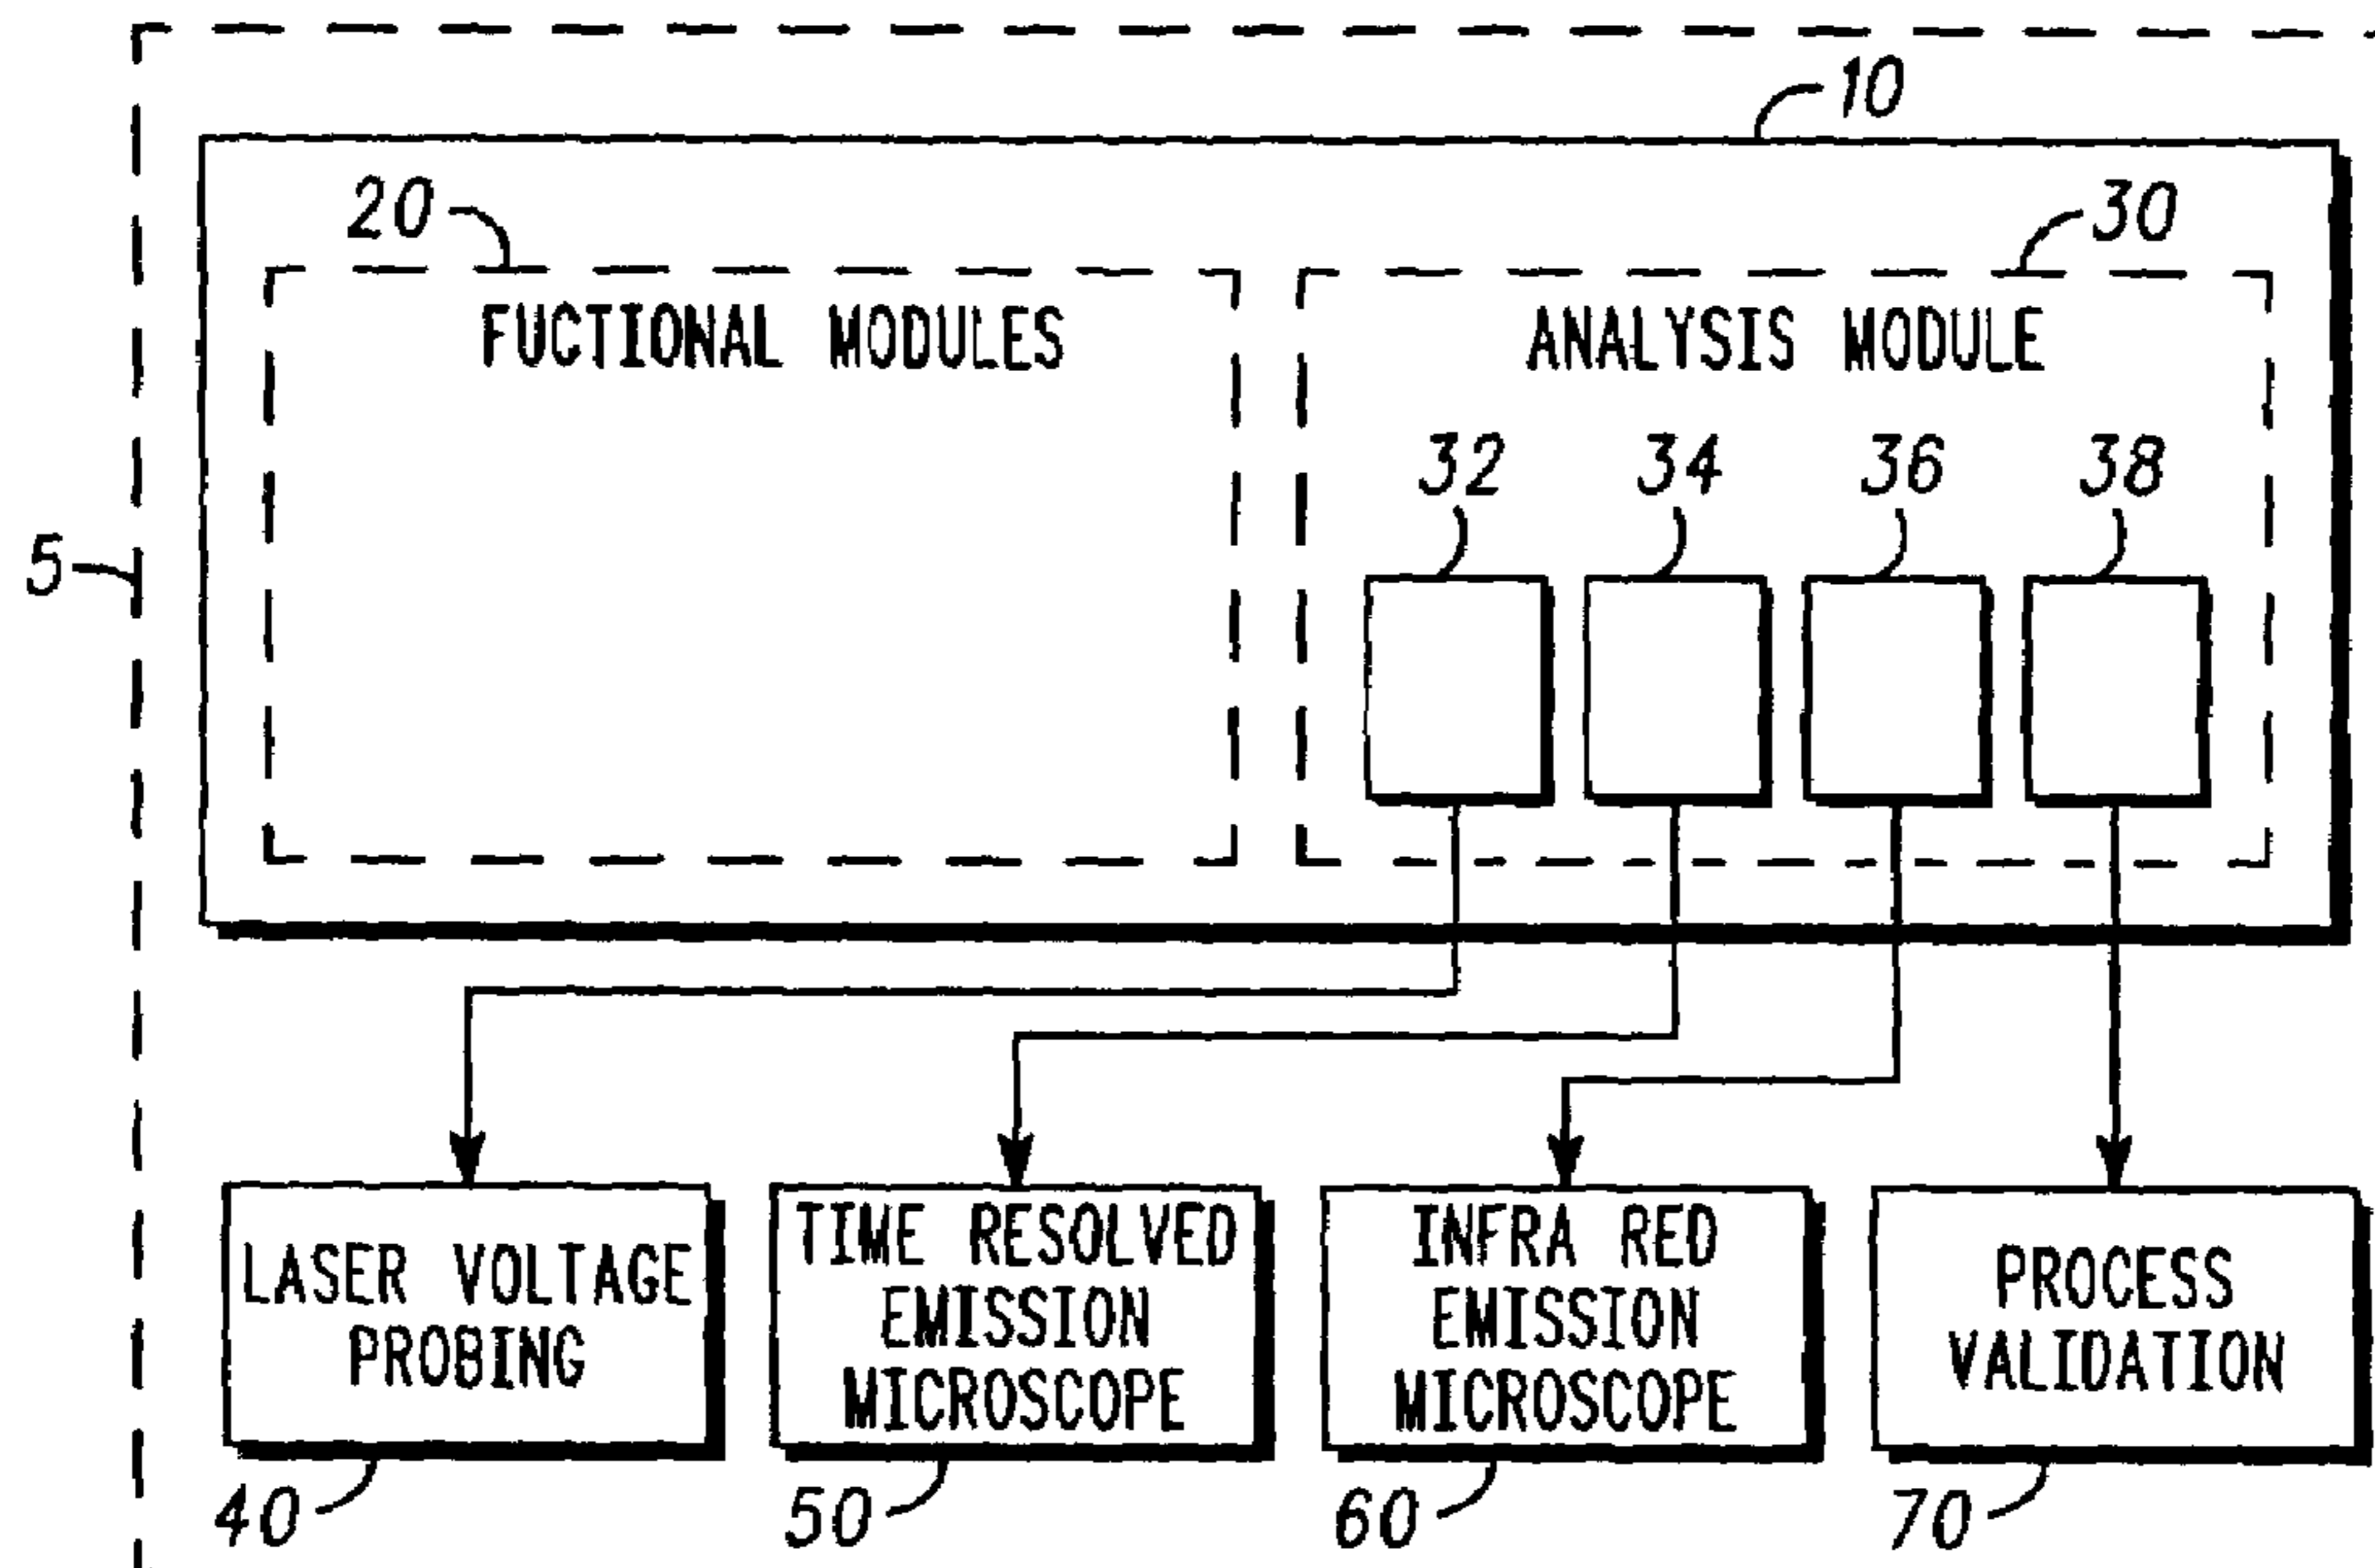 10
20
30
FUCTIONAL MODULES
ANALYSIS MODULE
32 34 36 38
5
LASER VOLTAGE
PROBING
TIME RESOLVED
EMISSION
MICROSCOPE
INFRA RED
EMISSION
MICROSCOPE
PROCESS
VALIDATION
40
50
60
70